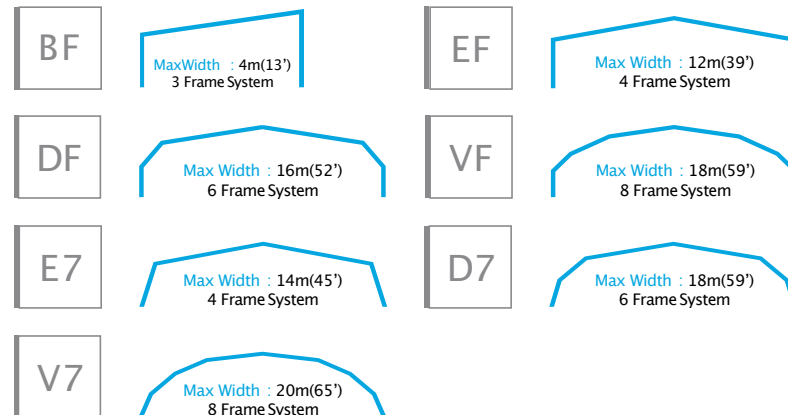 BF
MaxWidth : 4m(13’)
3 Frame System
EF
Max Width : 12m(39’)
4 Frame System
DF
Max Width : 16m(52’)
6 Frame System
VF
Max Width : 18m(59’)
8 Frame System
E7
Max Width : 14m(45’)
4 Frame System
D7
Max Width : 18m(59’)
6 Frame System
V7
Max Width : 20m(65’)
8 Frame System